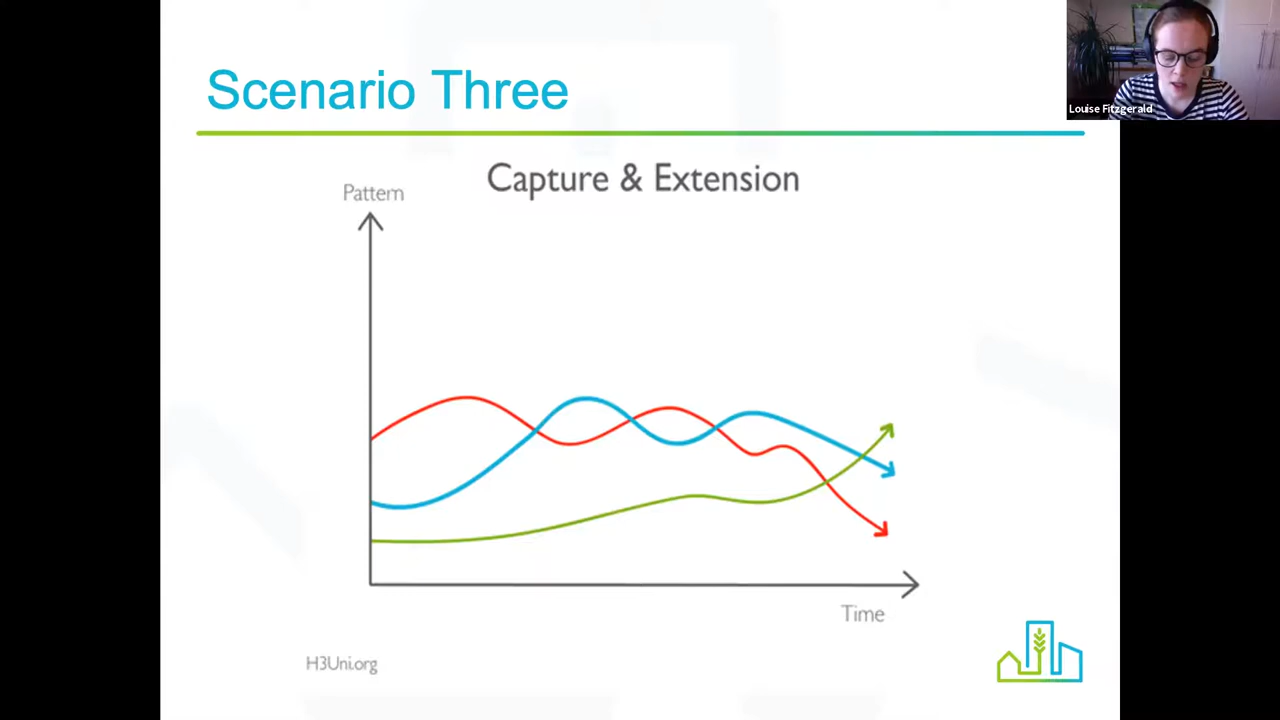 Scenario Three
Louise Fitzgerald
Capture & Extension
Pattern
Time
H3Uni.org